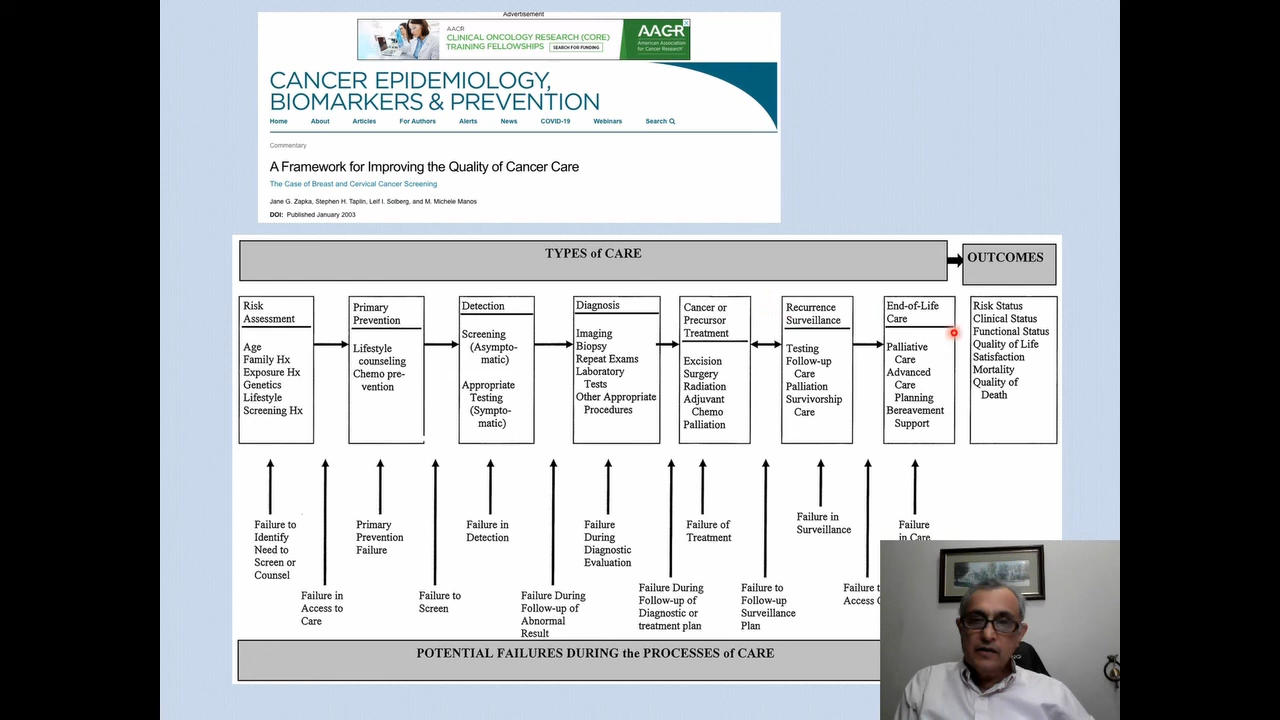 Advertisement
AACR
CLINICAL ONCOLOGY RESEARCH (CORE)
TRAINING FELLOWSHIPS
SEARCH FOR FUNDING
AACR
American Association
for Cancer Research
CANCER EPIDEMIOLOGY,
BIOMARKERS & PREVENTION
Home About Articles For Authors Alerts News COVID-19 Webinars Search
Commentary
A Framework for Improving the Quality of Cancer Care
The Case of Breast and Cervical Cancer Screening
Jane G. Zapka, Stephen H. Taplin, Leif I. Solberg, and M. Michele Manos
DOI: Published January 2003
TYPES of CARE
OUTCOMES
Risk
Assessment
Age
Family Hx
Exposure Hx
Genetics
Lifestyle
Screening Hx
Primary
Prevention
Lifestyle
counseling
Chemo pre-
vention
Detection
Screening
(Asympto-
matic)
Appropriate
Testing
(Sympto-
matic)
Diagnosis
Imaging
Biopsy
Repeat Exams
Laboratory
Tests
Other Appropriate
Procedures
Cancer or
Precursor
Treatment
Excision
Surgery
Radiation
Adjuvant
Chemo
Palliation
Recurrence
Surveillance
Testing
Follow-up
Care
Palliation
Survivorship
Care
End-of-Life
Care
Palliative
Care
Advanced
Care
Planning
Bereavement
Support
Risk Status
Clinical Status
Functional Status
Quality of Life
Satisfaction
Mortality
Quality of
Death
Failure to
Identify
Need to
Screen or
Counsel
Failure in
Access to
Care
Primary
Prevention
Failure
Failure to
Screen
Failure in
Detection
Failure During
Follow-up of
Abnormal
Result
Failure
During
Diagnostic
Evaluation
Failure During
Follow-up of
Diagnostic or
treatment plan
Failure of
Treatment
Failure to
Follow-up
Surveillance
Plan
Failure in
Surveillance
Failure
Access
Failure
in Care
POTENTIAL FAILURES DURING the PROCESSES of CARE